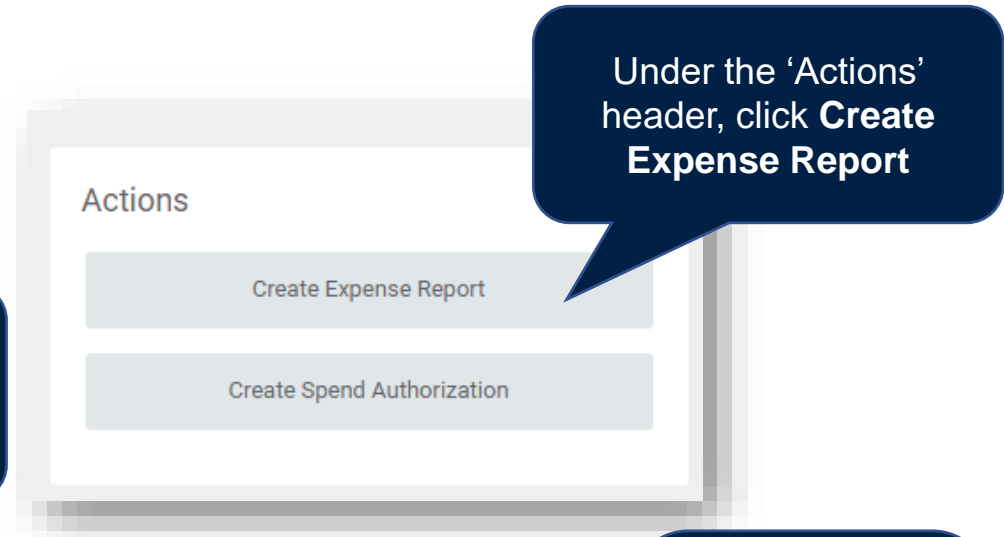 Under the ‘Actions’
header, click Create
Expense Report
Actions
Create Expense Report
Create Spend Authorization